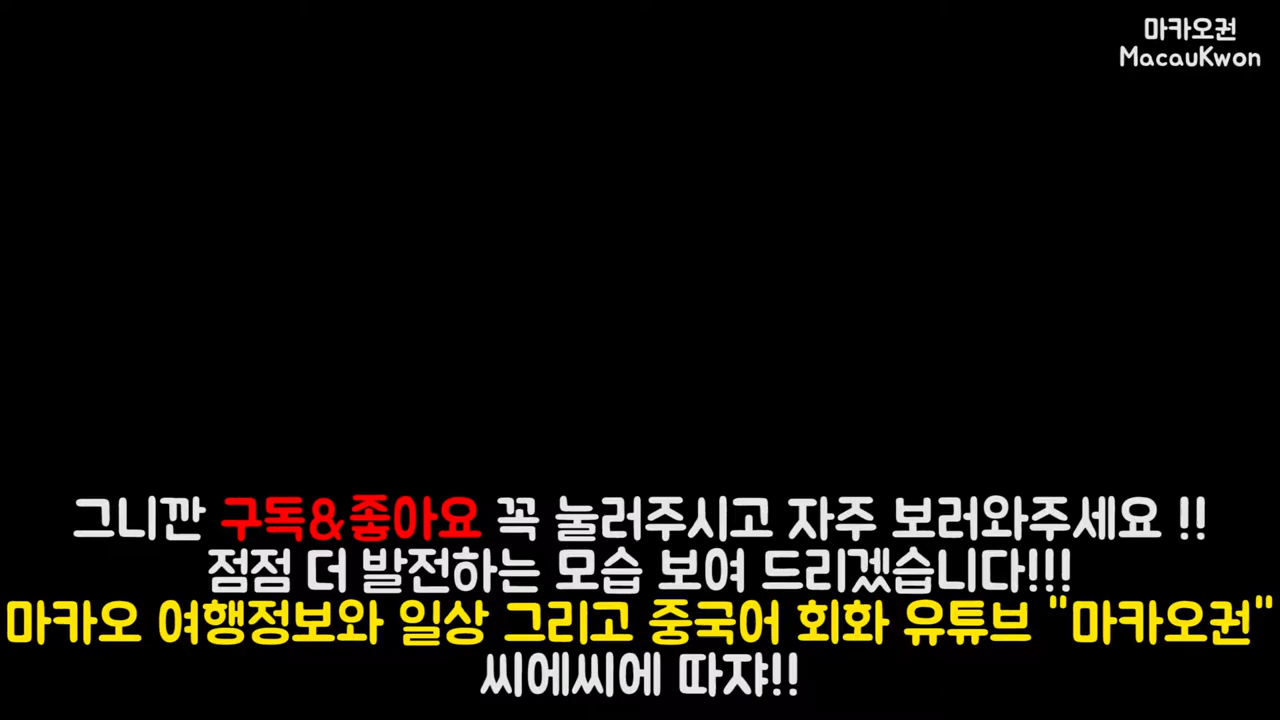 마카오권
MacauKwon
그니깐 구독&좋아요 꼭 눌러주시고 자주 보러와주세요 !!
점점 더 발전하는 모습 보여 드리겠습니다!!!
마카오 여행정보와 일상 그리고 중국어 회화 유튜브 "마카오권"
씨에씨에 따쟈!!